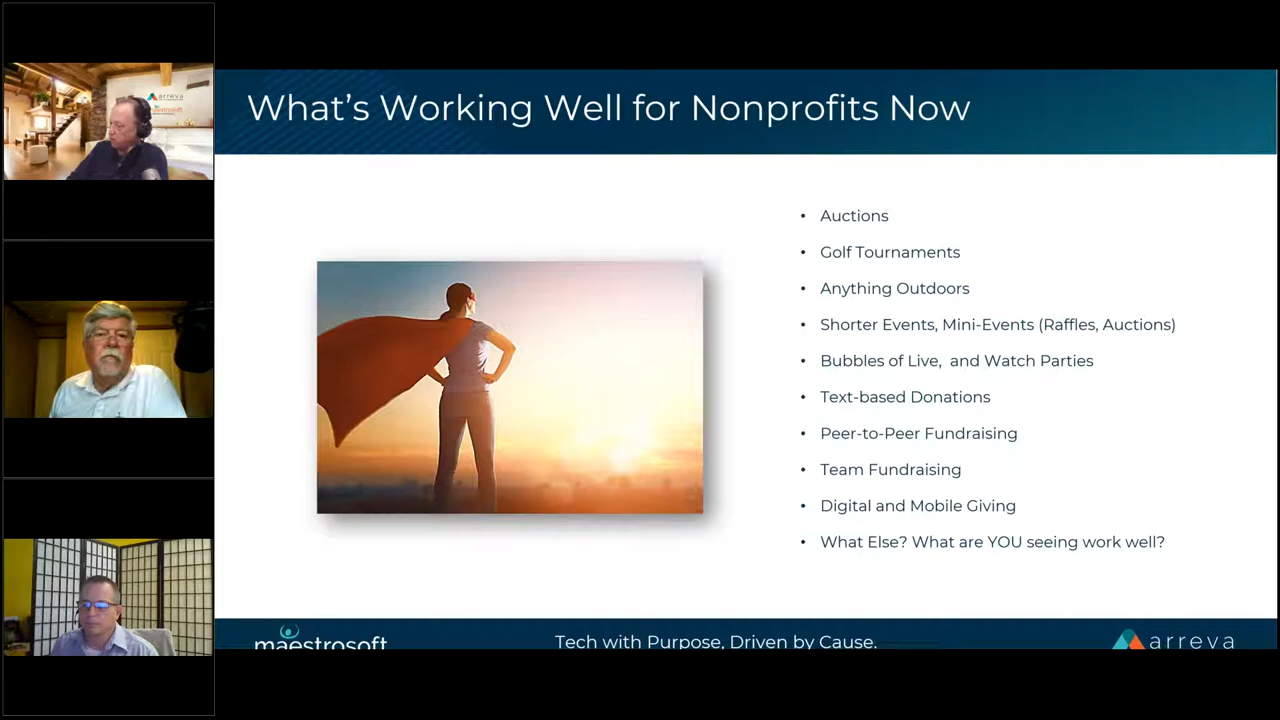 arreva
What's Working Well for Nonprofits Now
• Auctions
• Golf Tournaments
• Anything Outdoors
• Shorter Events, Mini-Events (Raffles, Auctions)
• Bubbles of Live,  and Watch Parties
• Text-based Donations
• Peer-to-Peer Fundraising
• Team Fundraising
• Digital and Mobile Giving
• What Else? What are YOU seeing work well?
maestrosoft
Tech with Purpose, Driven by Cause.
arreva